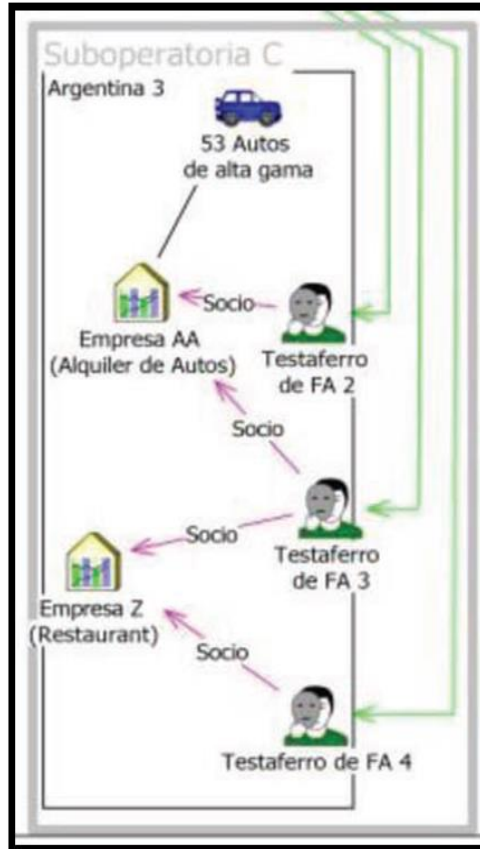 Suboperatoria C
Argentina 3
53 Autos
de alta gama
Socio
Empresa AA
(Alquiler de Autos)
Testaferro
de FA 2
Socio
Socio
Testaferro
de FA 3
Empresa Z
(Restaurant)
Socio
Testaferro de FA 4